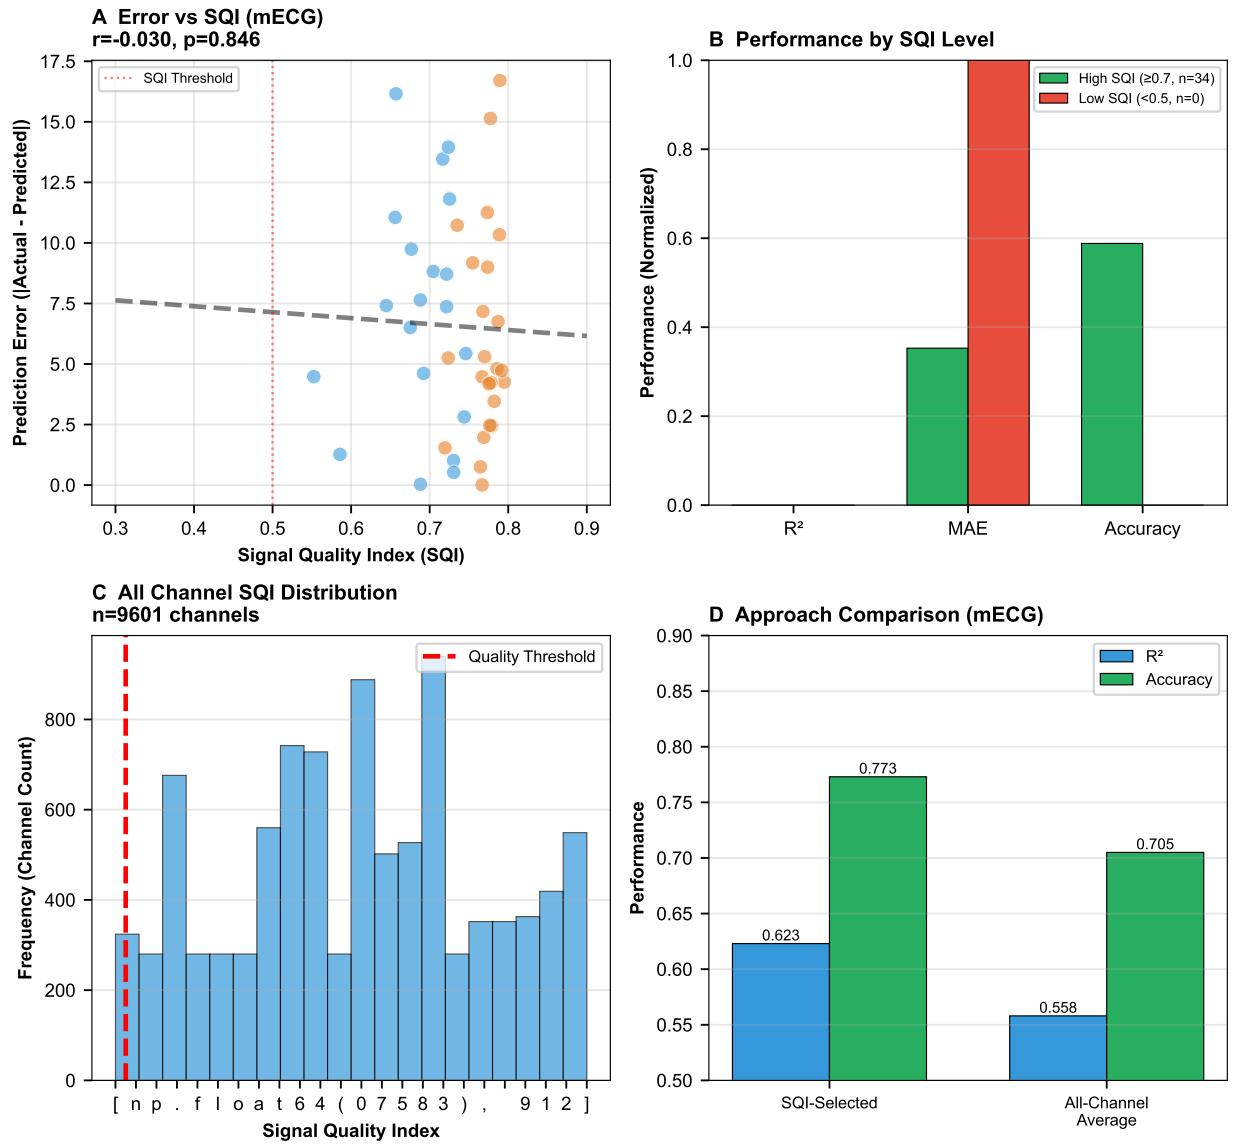 A Error vs SQI (mECG)
r=-0.030, p=0.846
SQI Threshold
17.5
15.0
12.5
10.0
7.5
5.0
2.5
0.0
Prediction Error (|Actual - Predicted|)
0.3 0.4 0.5 0.6 0.7 0.8 0.9
Signal Quality Index (SQI)
B Performance by SQI Level
High SQI (≥0.7, n=34)
Low SQI (<0.5, n=0)
1.0
0.8
0.6
0.4
0.2
0.0
Performance (Normalized)
R² MAE Accuracy
C All Channel SQI Distribution
n=9601 channels
Quality Threshold
800
600
400
200
0
Frequency (Channel Count)
[ n p . f l o a t 6 4 ( 0 7 5 8 3 ) , 9 1 2 ]
Signal Quality Index
D Approach Comparison (mECG)
R²
Accuracy
0.90
0.85
0.80
0.75
0.70
0.65
0.60
0.55
0.50
Performance
0.773
0.705
0.623
0.558
SQI-Selected
All-Channel
Average